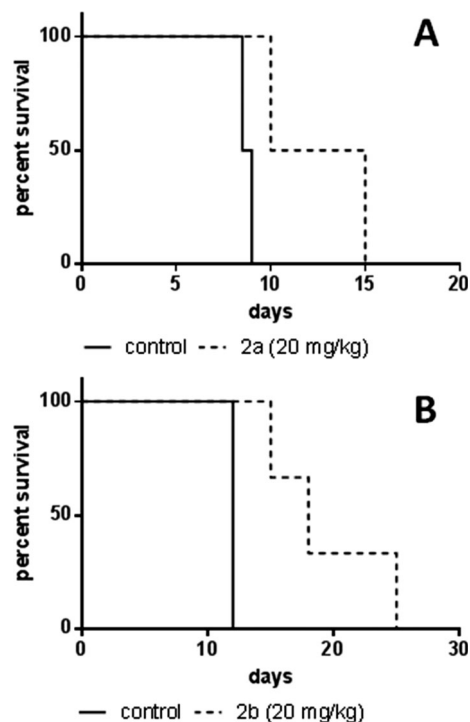 A
100
50
0
percent survival
0 5 10 15 20
days
control 2a (20 mg/kg)
B
100
50
0
percent survival
0 10 20 30
days
control 2b (20 mg/kg)